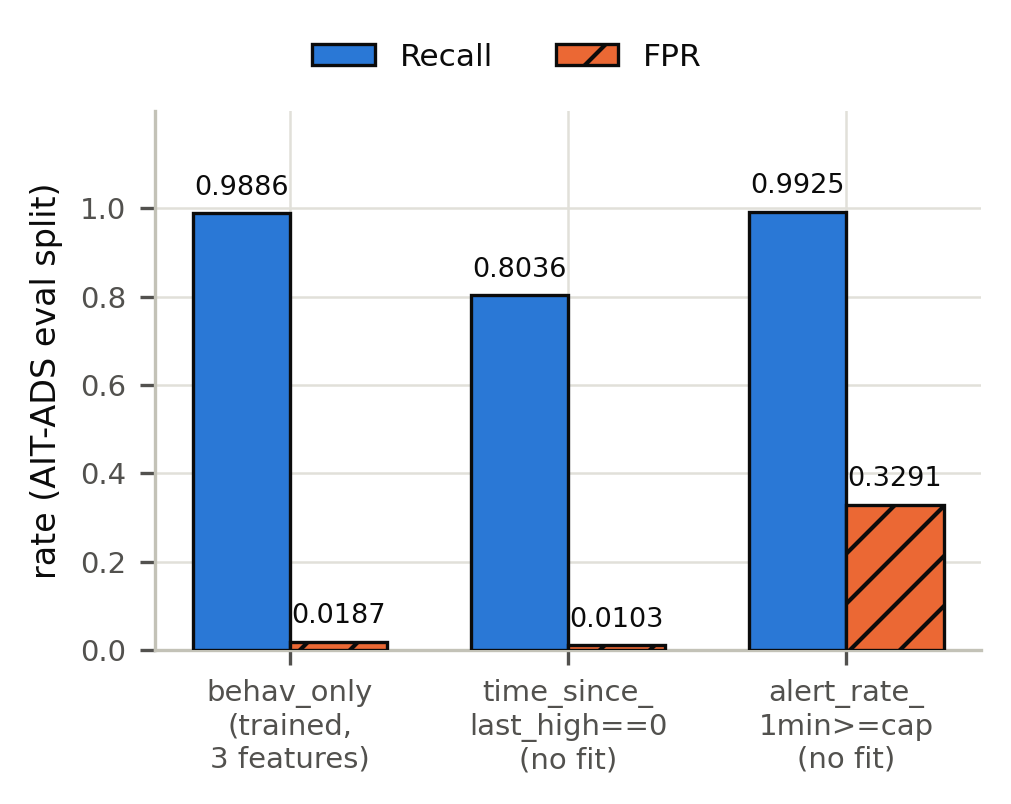 Recall
FPR
rate (AIT-ADS eval split)
1.0
0.8
0.6
0.4
0.2
0.0
0.9886
0.0187
0.8036
0.0103
0.9925
0.3291
behav_only
(trained,
3 features)
time_since_
last_high==0
(no fit)
alert_rate_
1min>=cap
(no fit)